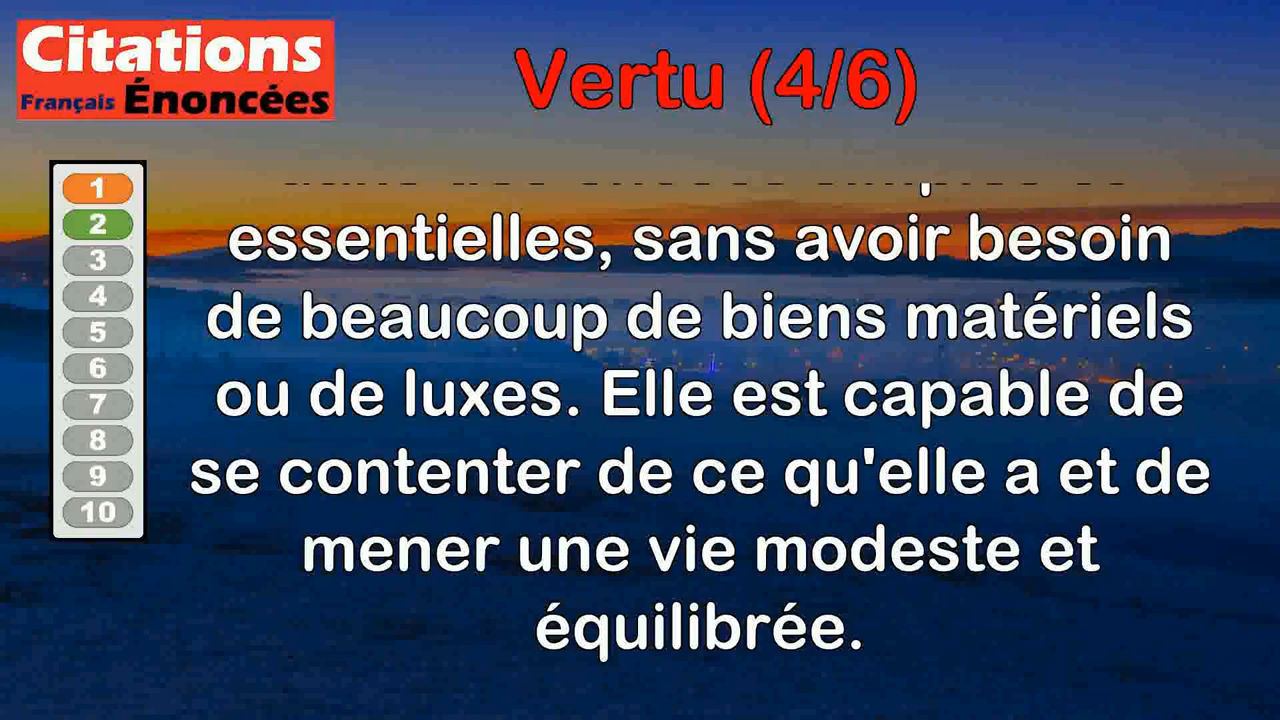 Citations
Français Énoncées
Vertu (4/6)
1
2
3
4
5
6
7
8
9
10
essentielles, sans avoir besoin
de beaucoup de biens matériels
ou de luxes. Elle est capable de
se contenter de ce qu'elle a et de
mener une vie modeste et
équilibrée.